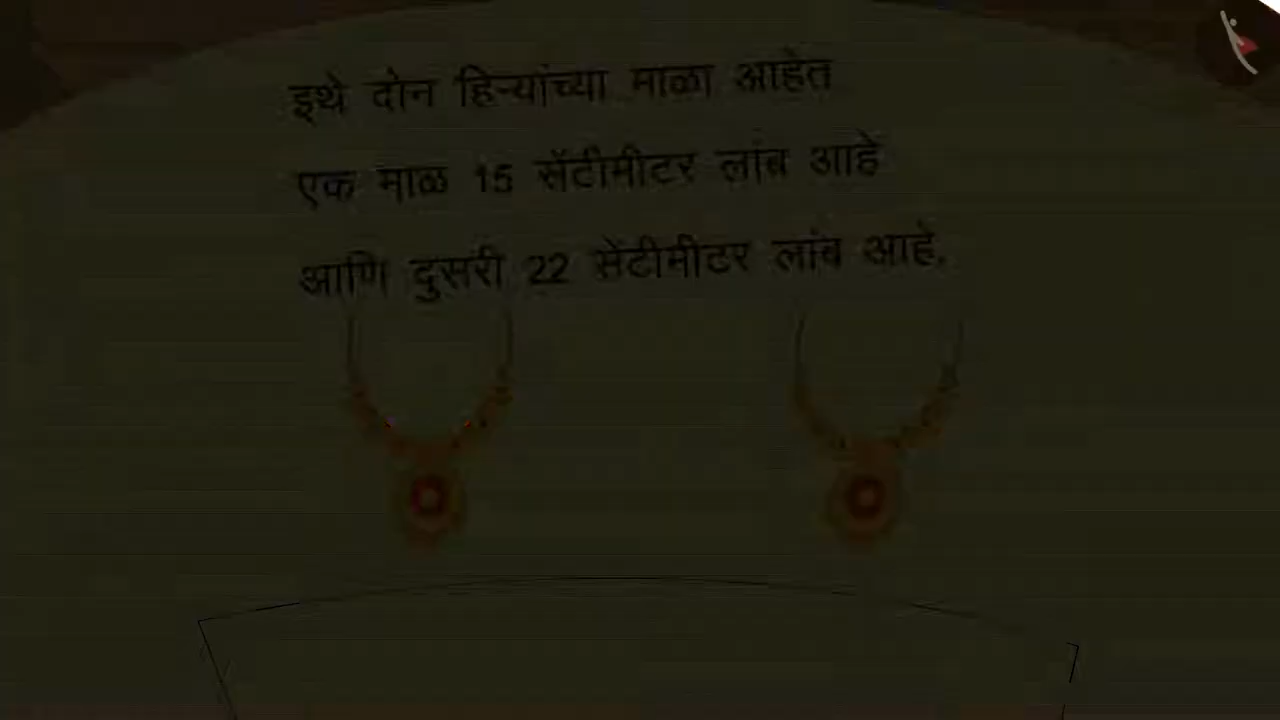 इथे दोन हिऱ्यांच्या माळा आहेत
एक माळ 15 सेंटीमीटर लांब आहे
आणि दुसरी 22 सेंटीमीटर लांब आहे.